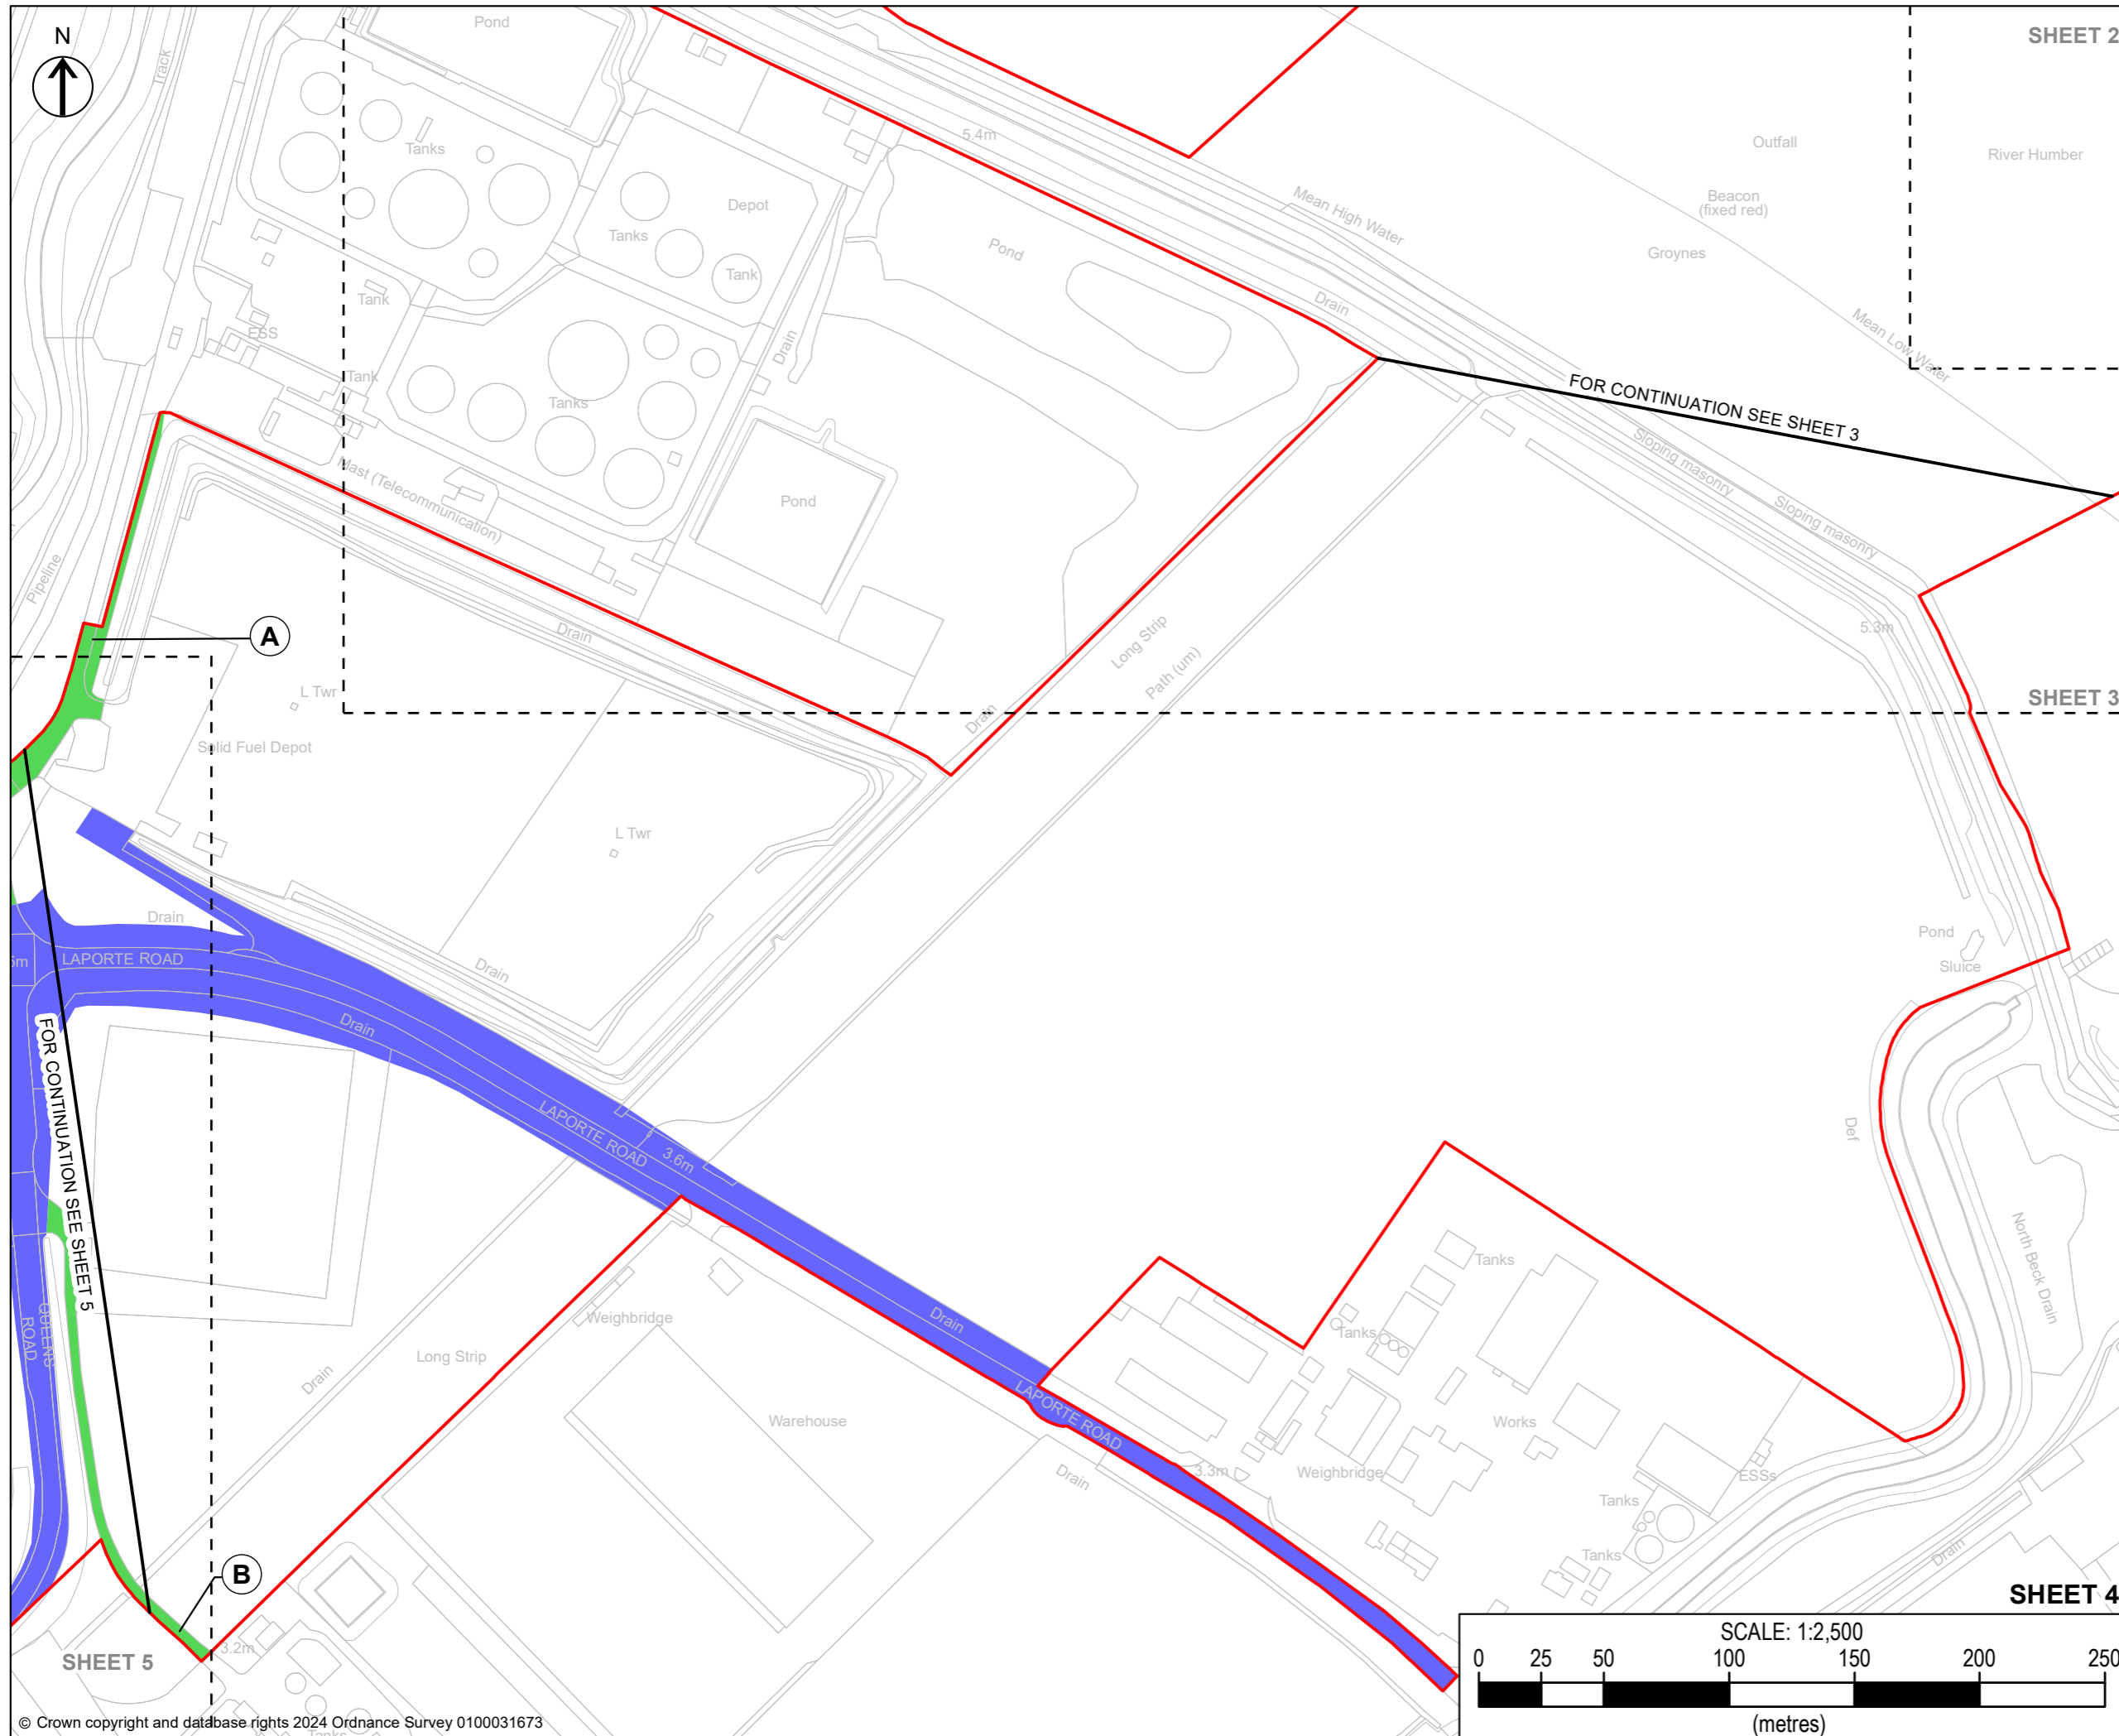 N
Track
Pond
SHEET 2
Tanks
5.4m
Outfall
River Humber
Depot
Beacon
(fixed red)
Mean High Water
Tanks
Pond
Groynes
Tank
Tank
Drain
ESS
Drain
Mean Low Water
Tank
FOR CONTINUATION SEE SHEET 3
Tanks
Mast (Telecommunication)
Pond
Sloping masonry
Sloping masonry
Pipeline
A
Drain
Long Strip
5.3m
Path (um)
L Twr
SHEET 3
Drain
Solid Fuel Depot
L Twr
Drain
Pond
5m
LAPORTE ROAD
Drain
Sluice
Drain
FOR CONTINUATION SEE SHEET 5
LAPORTE ROAD
3.6m
Def
North Beck Drain
Tanks
QUEENS
ROAD
Weighbridge
Drain
Tanks
Long Strip
Drain
LAPORTE ROAD
Warehouse
Works
Drain
3.3m
Weighbridge
ESSs
Tanks
Tanks
Drain
B
SHEET 4
3.2m
SHEET 5
SCALE: 1:2,500
0 25 50 100 150 200 250
(metres)
© Crown copyright and database rights 2024 Ordnance Survey 0100031673
Tanks